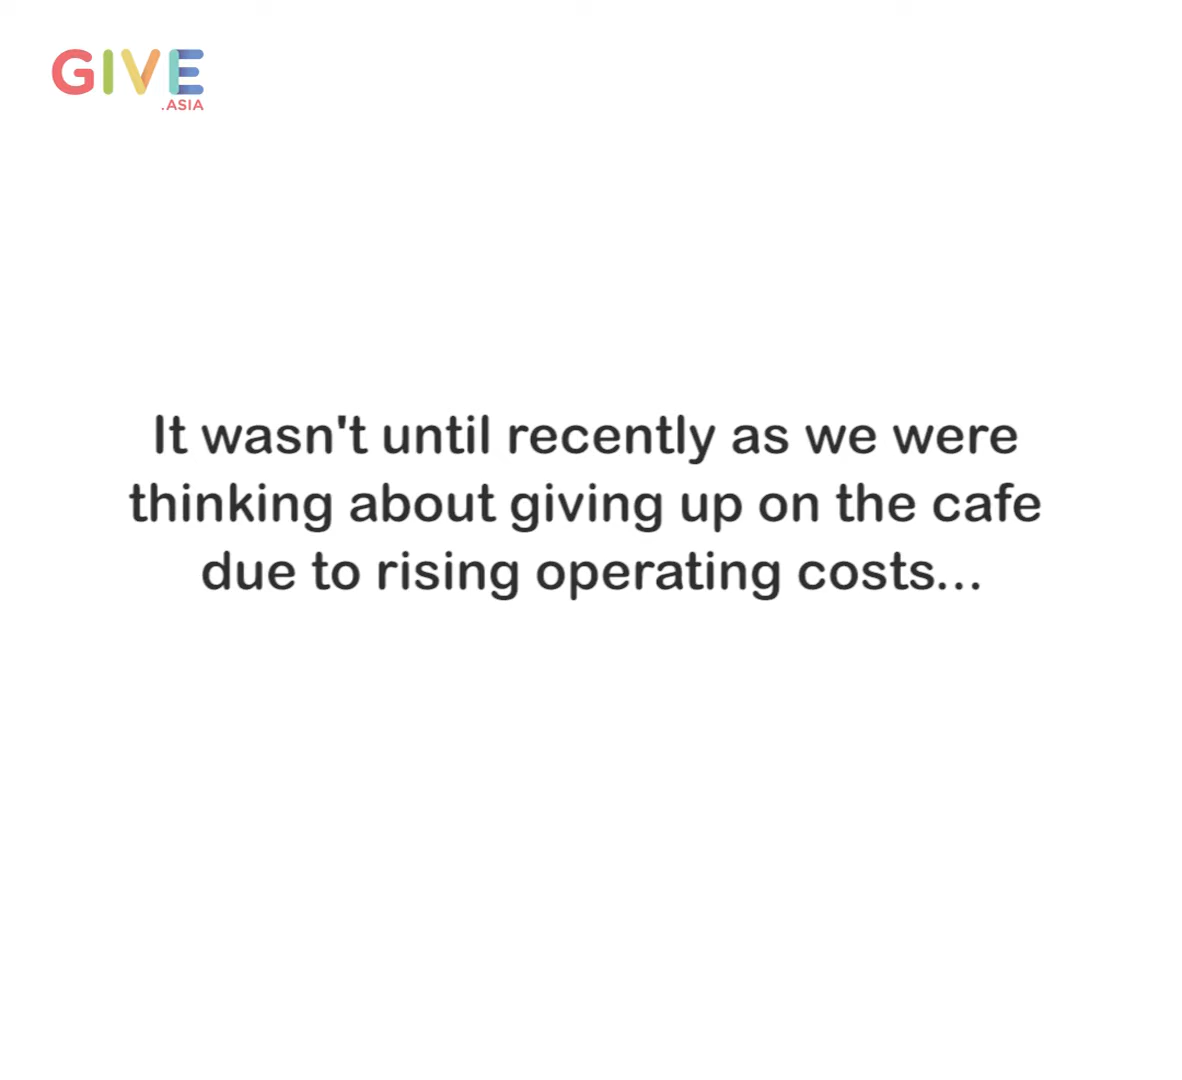 GIVE
.ASIA
It wasn't until recently as we were
thinking about giving up on the cafe
due to rising operating costs...